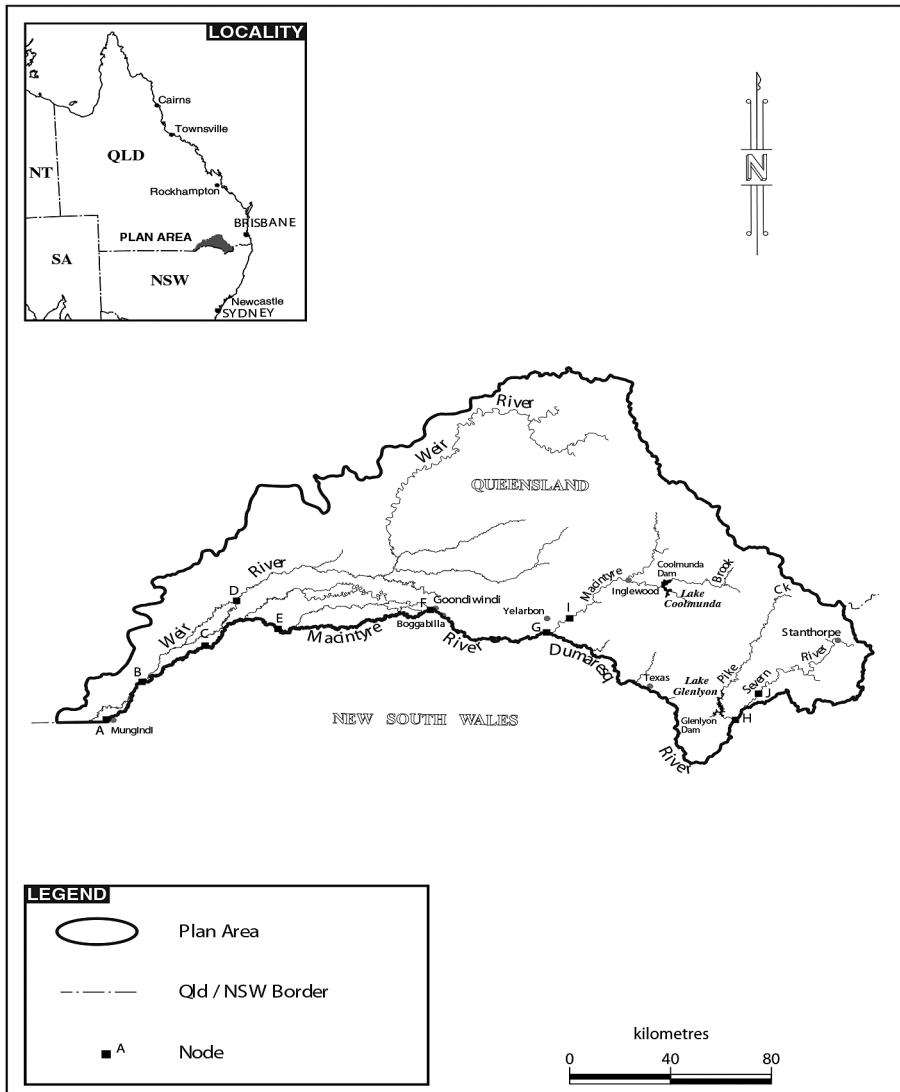 LOCALITY
Cairns
Townsville
QLD
NT
Rockhampton
BRISBANE
PLAN AREA
SA
NSW
Newcastle
SYDNEY
N
River
Weir
QUEENSLAND
River
Weir
D
C
B
A
Mungindi
E
Macintyre
River
F
Goondiwindi
Boggabilla
Yelarbon
G
I
Macintyre
Inglewood
Coolmunda
Dam
Lake
Coolmunda
Brook
Dumaresq
River
Texas
Lake
Glenlyon
Glenlyon
Dam
Pike
Ck
Severn
River
Stanthorpe
H
NEW SOUTH WALES
LEGEND
Plan Area
Qld / NSW Border
A
Node
kilometres
0 40 80